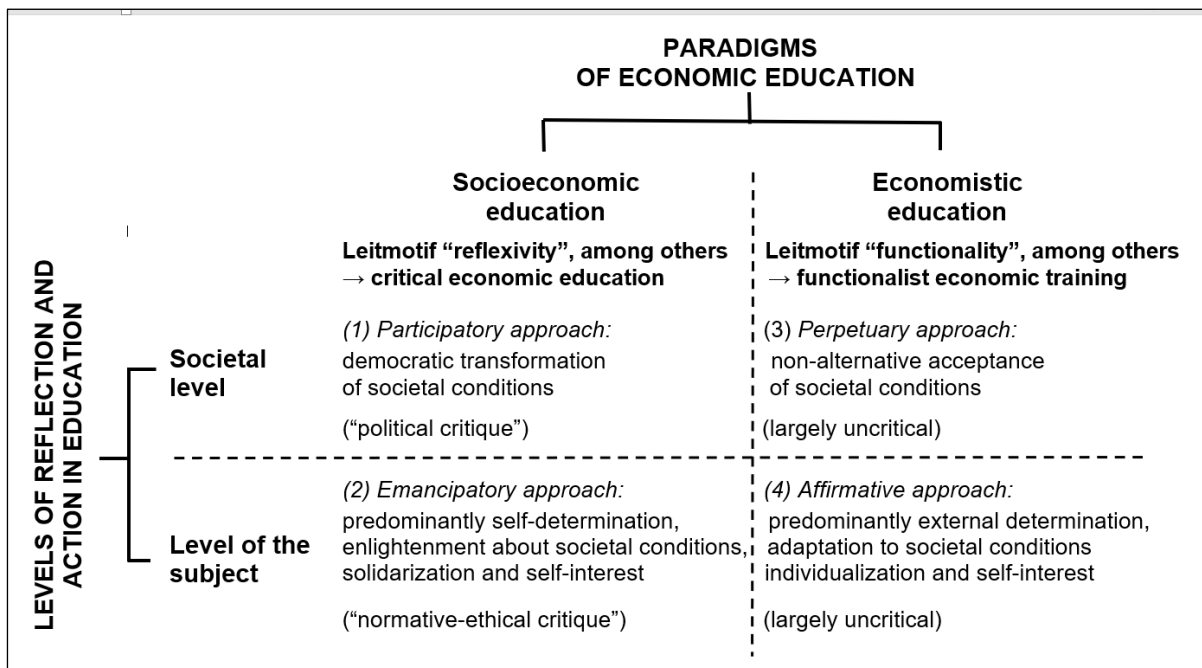 PARADIGMS
OF ECONOMIC EDUCATION
Socioeconomic
education
Economistic
education
Leitmotif “reflexivity”, among others
→ critical economic education
Leitmotif “functionality”, among others
→ functionalist economic training
LEVELS OF REFLECTION AND
ACTION IN EDUCATION
Societal
level
(1) Participatory approach:
democratic transformation
of societal conditions
(“political critique”)
(3) Perpetuary approach:
non-alternative acceptance
of societal conditions
(largely uncritical)
Level of the
subject
(2) Emancipatory approach:
predominantly self-determination,
enlightenment about societal conditions,
solidarization and self-interest
(“normative-ethical critique”)
(4) Affirmative approach:
predominantly external determination,
adaptation to societal conditions
individualization and self-interest
(largely uncritical)